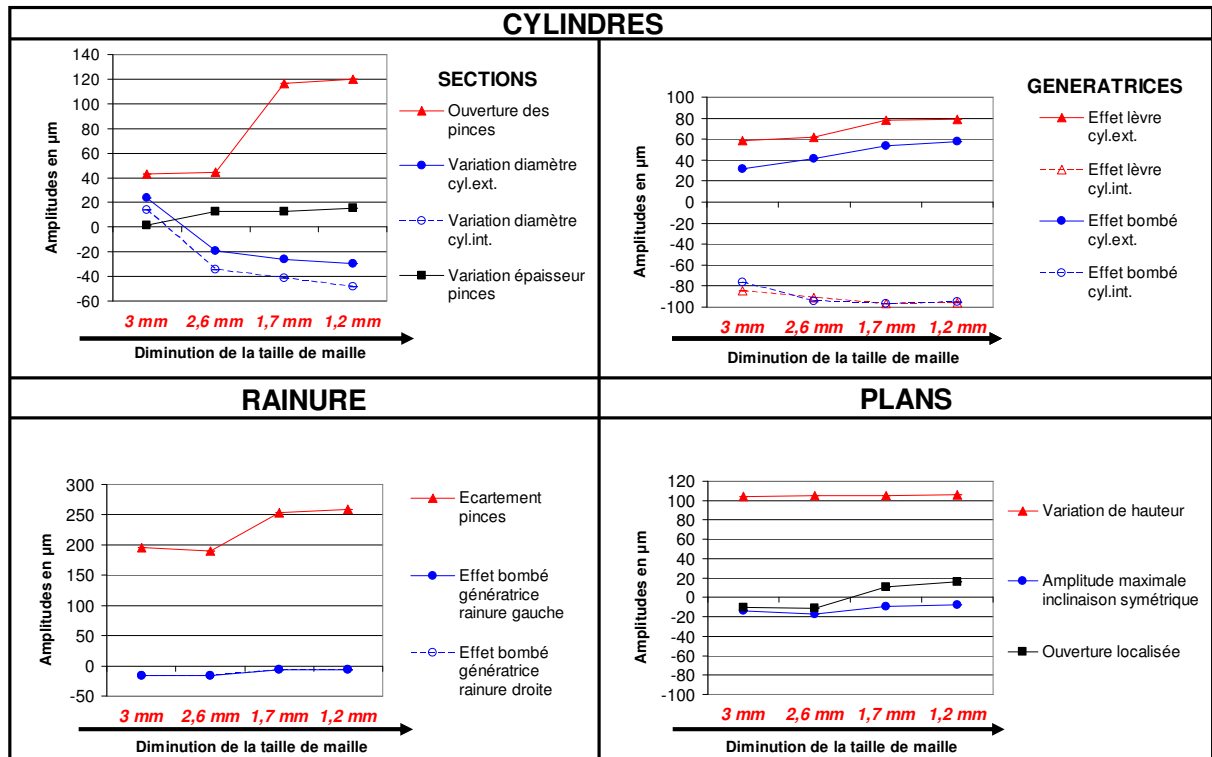 CYLINDRES
Amplitudes en µm
140
120
100
80
60
40
20
0
-20
-40
-60
3 mm 2,6 mm 1,7 mm 1,2 mm
Diminution de la taille de maille
SECTIONS
Ouverture des
pinces
Variation diamètre
cyl.ext.
Variation diamètre
cyl.int.
Variation épaisseur
pinces
Amplitudes en µm
100
80
60
40
20
0
-20
-40
-60
-80
-100
3 mm 2,6 mm 1,7 mm 1,2 mm
Diminution de la taille de maille
GENERATRICES
Effet lèvre
cyl.ext.
Effet lèvre
cyl.int.
Effet bombé
cyl.ext.
Effet bombé
cyl.int.
RAINURE
Amplitudes en µm
300
250
200
150
100
50
0
-50
3 mm 2,6 mm 1,7 mm 1,2 mm
Diminution de la taille de maille
Ecartement
pinces
Effet bombé
génératrice
rainure gauche
Effet bombé
génératrice
rainure droite
PLANS
Amplitudes en µm
120
100
80
60
40
20
0
-20
-40
-60
-80
-100
3 mm 2,6 mm 1,7 mm 1,2 mm
Diminution de la taille de maille
Variation de hauteur
Amplitude maximale
inclinaison symétrique
Ouverture localisée